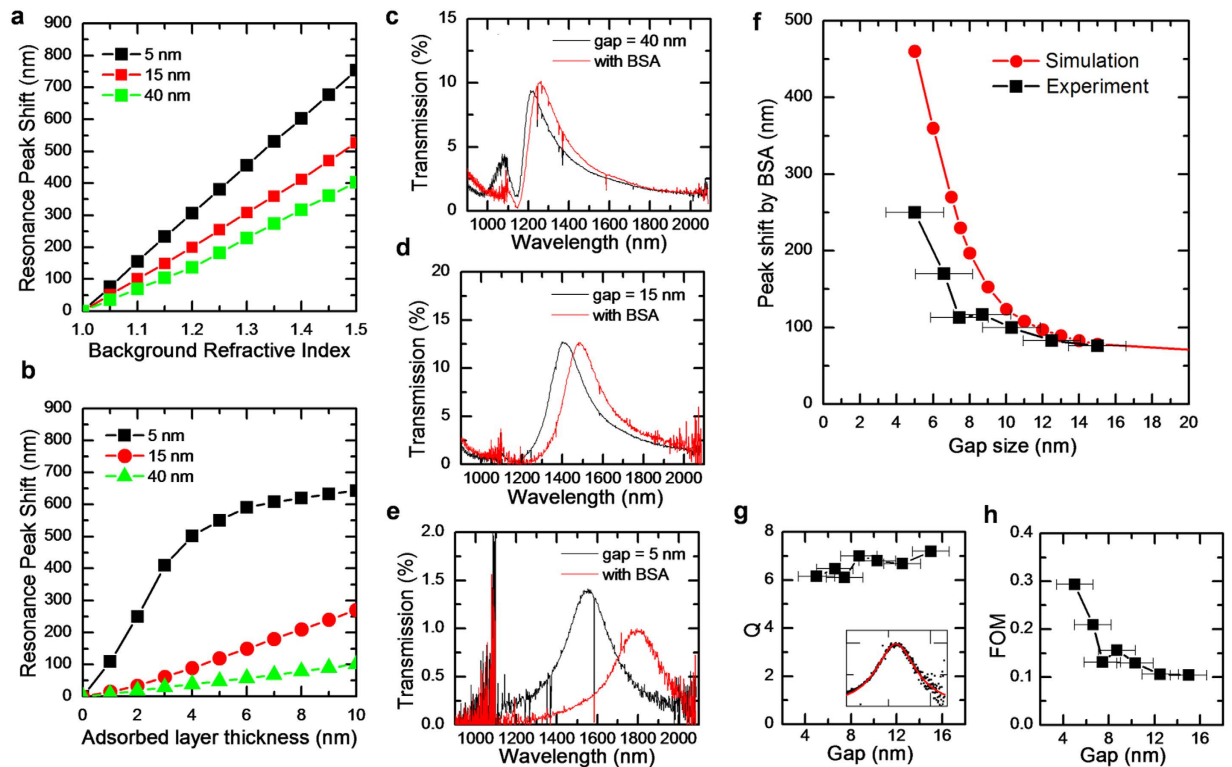 a
Resonance Peak Shift (nm)
900
800
700
600
500
400
300
200
100
0
5 nm
15 nm
40 nm
1.0 1.1 1.2 1.3 1.4 1.5
Background Refractive Index
b
Resonance Peak Shift (nm)
900
800
700
600
500
400
300
200
100
0
5 nm
15 nm
40 nm
0 2 4 6 8 10
Adsorbed layer thickness (nm)
c
Transmission (%)
15
10
5
0
gap = 40 nm
with BSA
1000 1200 1400 1600 1800 2000
Wavelength (nm)
d
Transmission (%)
20
15
10
5
0
gap = 15 nm
with BSA
1000 1200 1400 1600 1800 2000
Wavelength (nm)
e
Transmission (%)
2.0
1.5
1.0
0.5
0.0
gap = 5 nm
with BSA
1000 1200 1400 1600 1800 2000
Wavelength (nm)
f
Peak shift by BSA (nm)
500
400
300
200
100
0
Simulation
Experiment
0 2 4 6 8 10 12 14 16 18 20
Gap size (nm)
g
Q
8
6
4
2
0
4 8 12 16
Gap (nm)
h
FOM
0.4
0.3
0.2
0.1
0.0
4 8 12 16
Gap (nm)